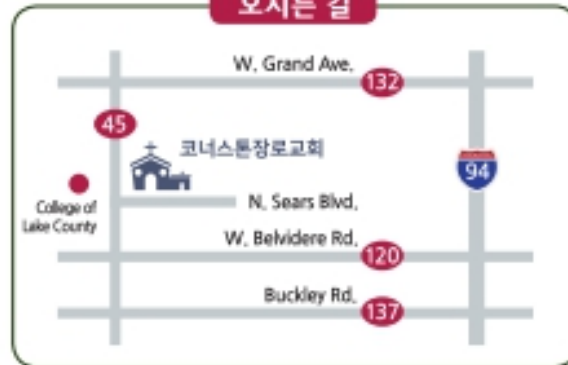 오시는 길
W. Grand Ave.
132
45
코너스톤장로교회
94
College of
Lake County
N. Sears Blvd.
W. Belvidere Rd.
120
Buckley Rd.
137